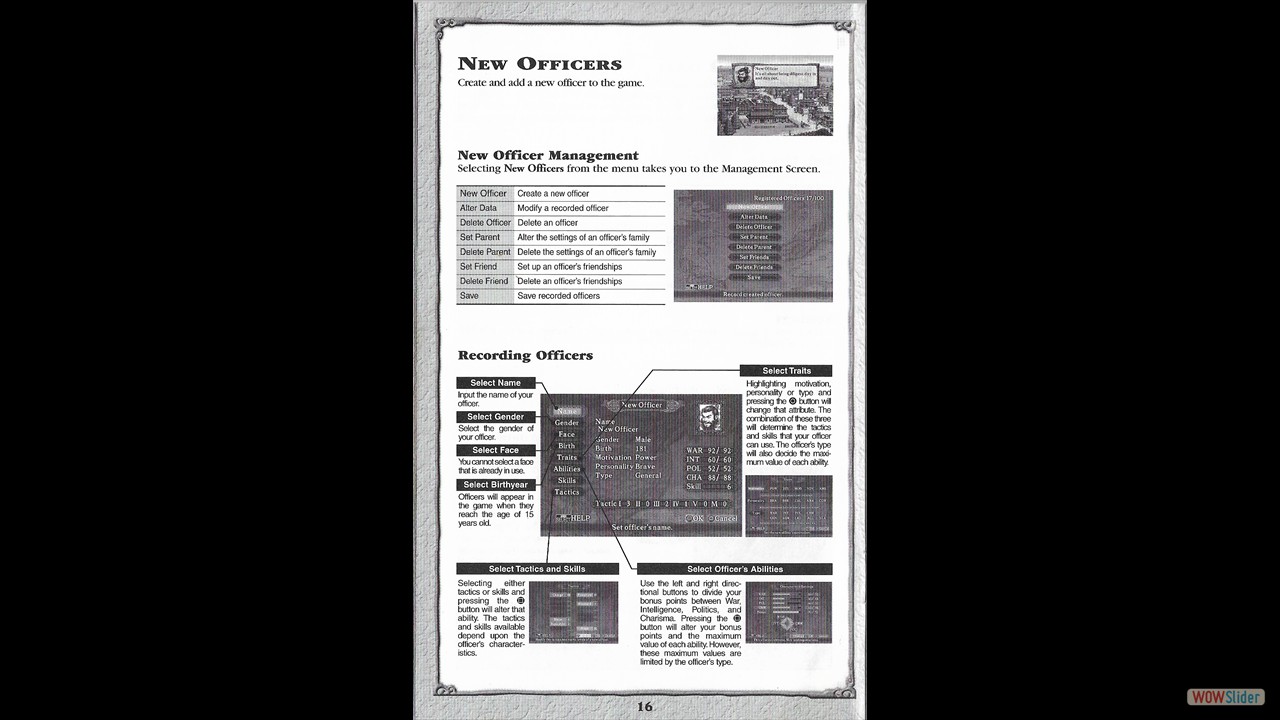 NEW OFFICERS
Create and add a new officer to the game.
New Officer
It's all about being diligent day in
and day out.
New Officer Management
Selecting New Officers from the menu takes you to the Management Screen.
New Officer Create a new officer
Alter Data Modify a recorded officer
Delete Officer Delete an officer
Set Parent Alter the settings of an officer's family
Delete Parent Delete the settings of an officer's family
Set Friend Set up an officer's friendships
Delete Friend Delete an officer's friendships
Save Save recorded officers
Registered Officers 17/100
New Officer
Alter Data
Delete Officer
Set Parent
Delete Parent
Set Friends
Delete Friends
Save
HELP
Record created officer.
Recording Officers
Select Name
Input the name of your
officer.
Select Gender
Select the gender of
your officer.
Select Face
You cannot select a face
that is already in use.
Select Birthyear
Officers will appear in
the game when they
reach the age of 15
years old.
New Officer
Name
Gender
Face
Birth
Traits
Abilities
Skills
Tactics
Name
New Officer
Gender Male
Birth 181
Motivation Power
Personality Brave
Type General
WAR 92/ 92
INT 60/ 60
POL 52/ 52
CHA 88/ 88
Skill 6
Tactic I 3 II 0 III 2 IV 1 V 0 M 0
HELP
OK Cancel
Set officer's name.
Select Traits
Highlighting motivation,
personality or type and
pressing the button will
change that attribute. The
combination of these three
will determine the tactics
and skills that your officer
can use. The officer's type
will also decide the maxi-
mum value of each ability.
Select Tactics and Skills
Selecting either
tactics or skills and
pressing the
button will alter that
ability. The tactics
and skills available
depend upon the
officer's character-
istics.
Select Officer's Abilities
Use the left and right direc-
tional buttons to divide your
bonus points between War,
Intelligence, Politics, and
Charisma. Pressing the
button will alter your bonus
points and the maximum
value of each ability. However,
these maximum values are
limited by the officer's type.
16
WOWSlider